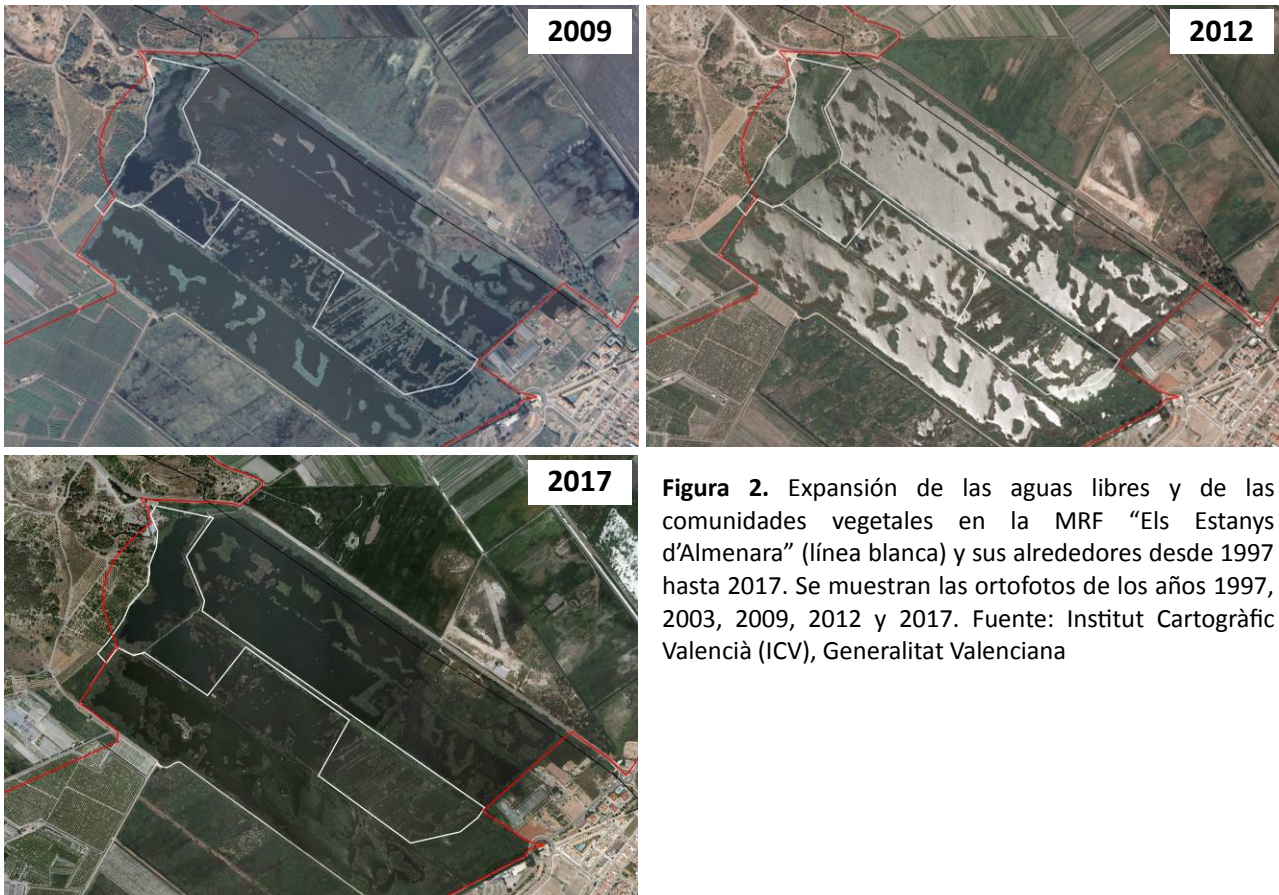 2009
2012
2017
Figura 2. Expansión de las aguas libres y de las
comunidades vegetales en la MRF “Els Estanys
d’Almenara” (línea blanca) y sus alrededores desde 1997
hasta 2017. Se muestran las ortofotos de los años 1997,
2003, 2009, 2012 y 2017. Fuente: Institut Cartogràfic
Valencià (ICV), Generalitat Valenciana